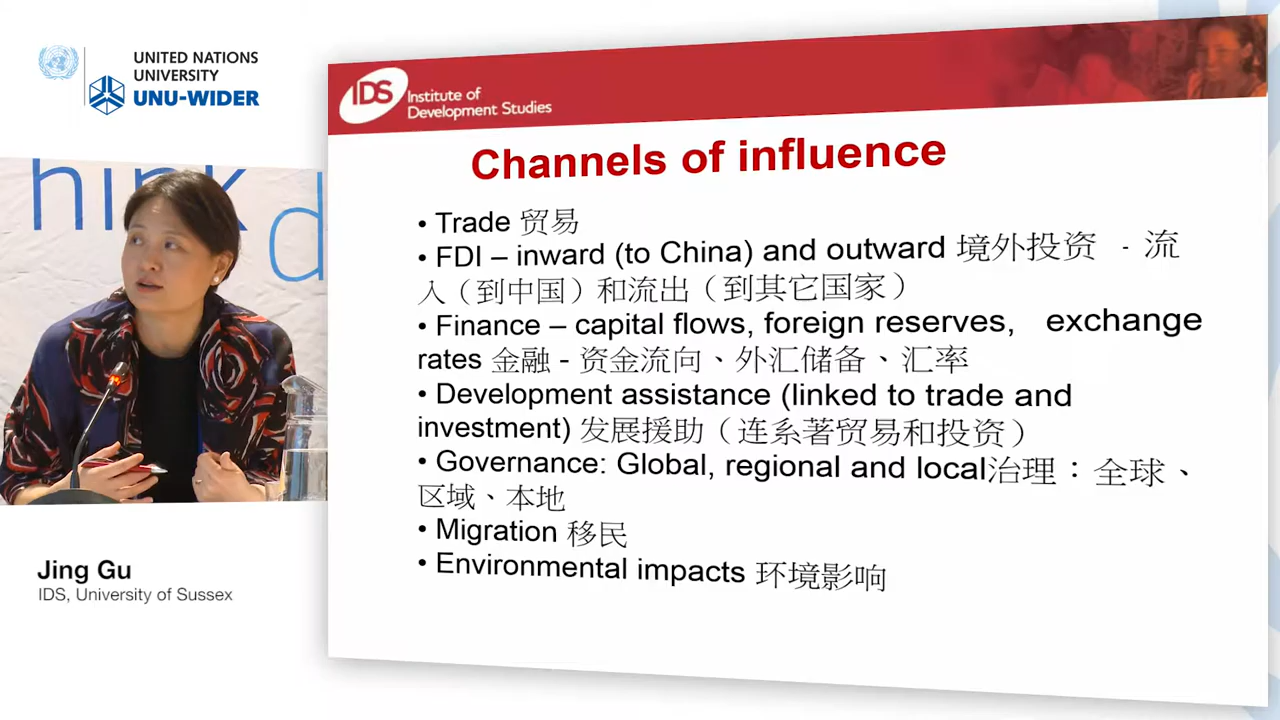 UNITED NATIONS
UNIVERSITY
UNU-WIDER
hink
d
Jing Gu
IDS, University of Sussex
IDS Institute of
Development Studies
Channels of influence
• Trade 贸易
• FDI – inward (to China) and outward 境外投资 - 流
入（到中国）和流出（到其它国家）
• Finance – capital flows, foreign reserves, exchange
rates 金融 - 资金流向、外汇储备、汇率
• Development assistance (linked to trade and
investment) 发展援助（连系著贸易和投资）
• Governance: Global, regional and local治理：全球、
区域、本地
• Migration 移民
• Environmental impacts 环境影响